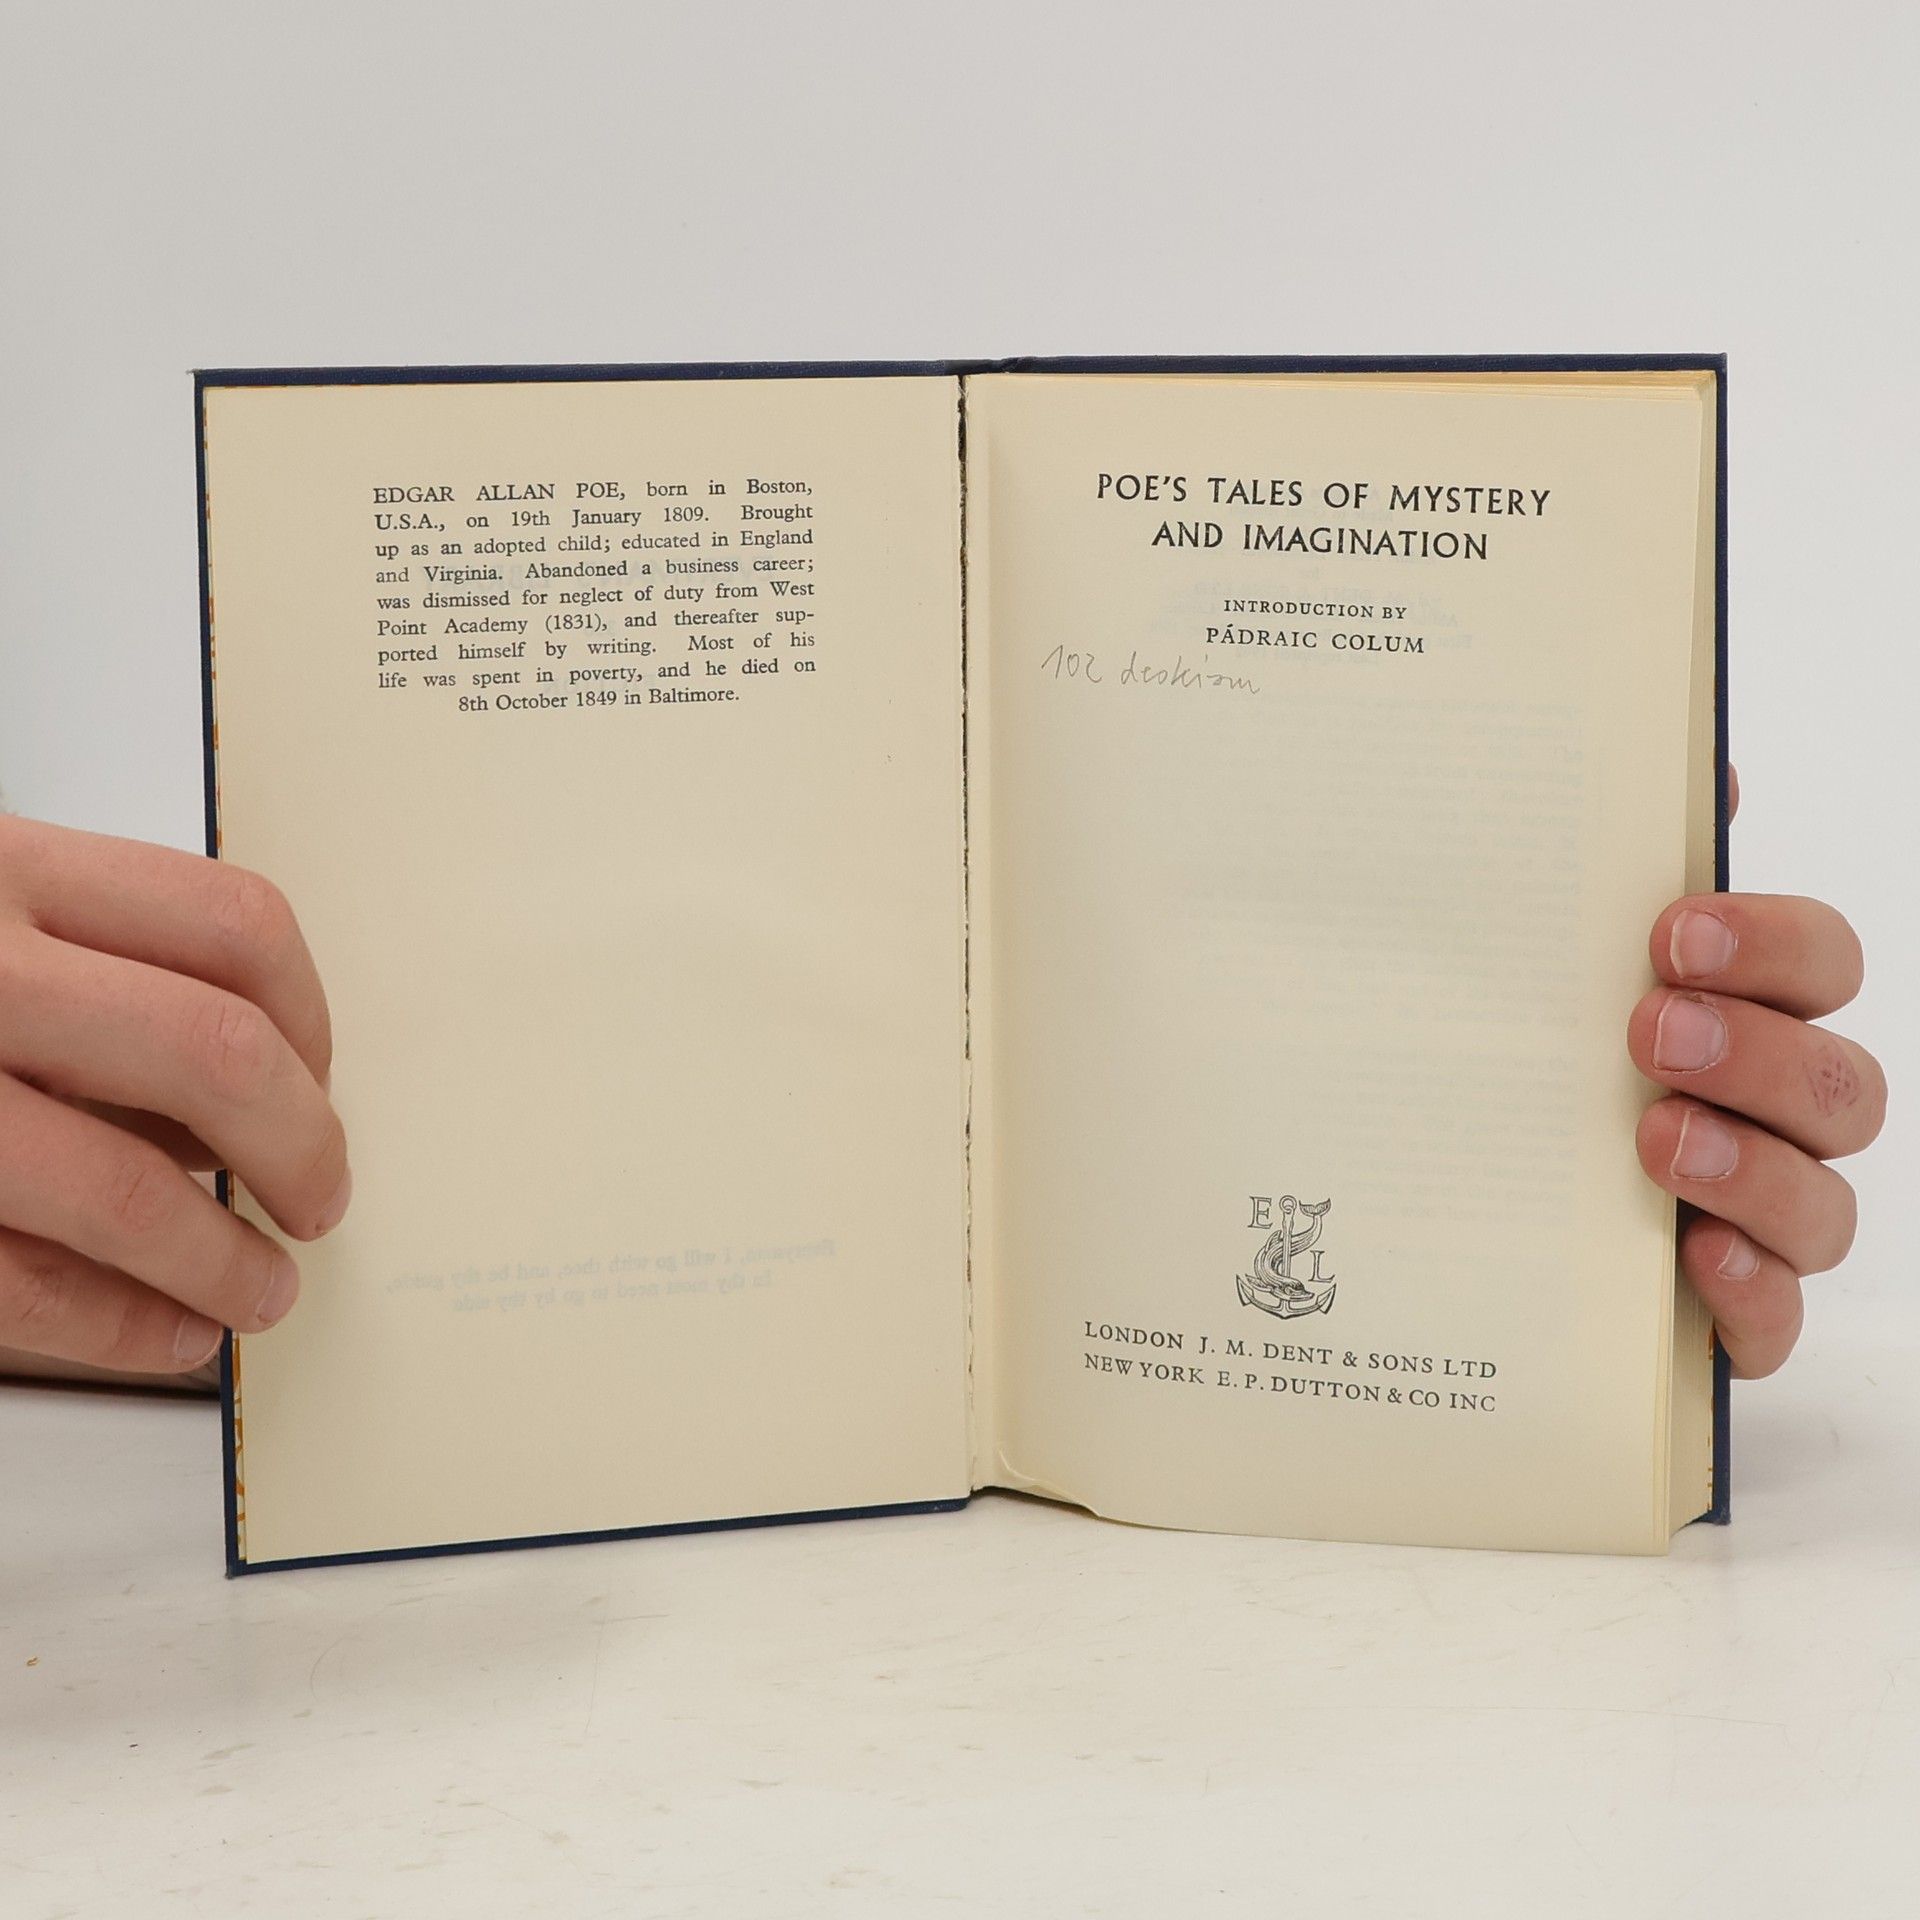 EDGAR ALLAN POE, born in Boston,
U.S.A., on 19th January 1809. Brought
up as an adopted child; educated in England
and Virginia. Abandoned a business career;
was dismissed for neglect of duty from West
Point Academy (1831), and thereafter sup-
ported himself by writing. Most of his
life was spent in poverty, and he died on
8th October 1849 in Baltimore.
POE'S TALES OF MYSTERY
AND IMAGINATION
INTRODUCTION BY
PÁDRAIC COLUM
E
L
LONDON J. M. DENT & SONS LTD
NEW YORK E. P. DUTTON & CO INC